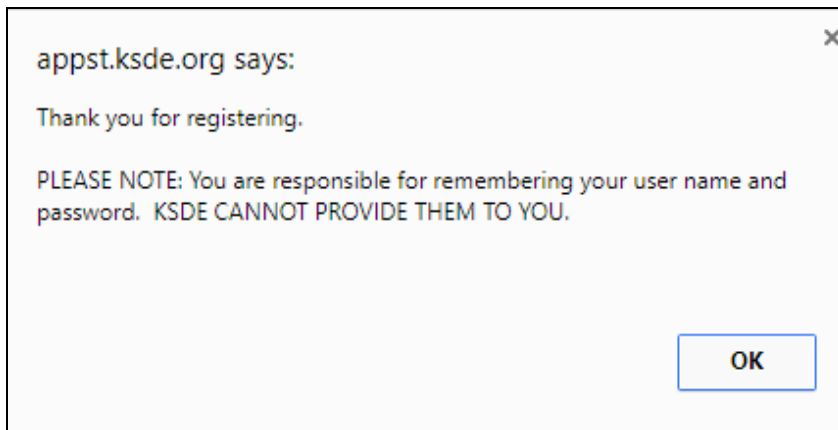 appst.ksde.org says:
Thank you for registering.
PLEASE NOTE: You are responsible for remembering your user name and
password.  KSDE CANNOT PROVIDE THEM TO YOU.
OK